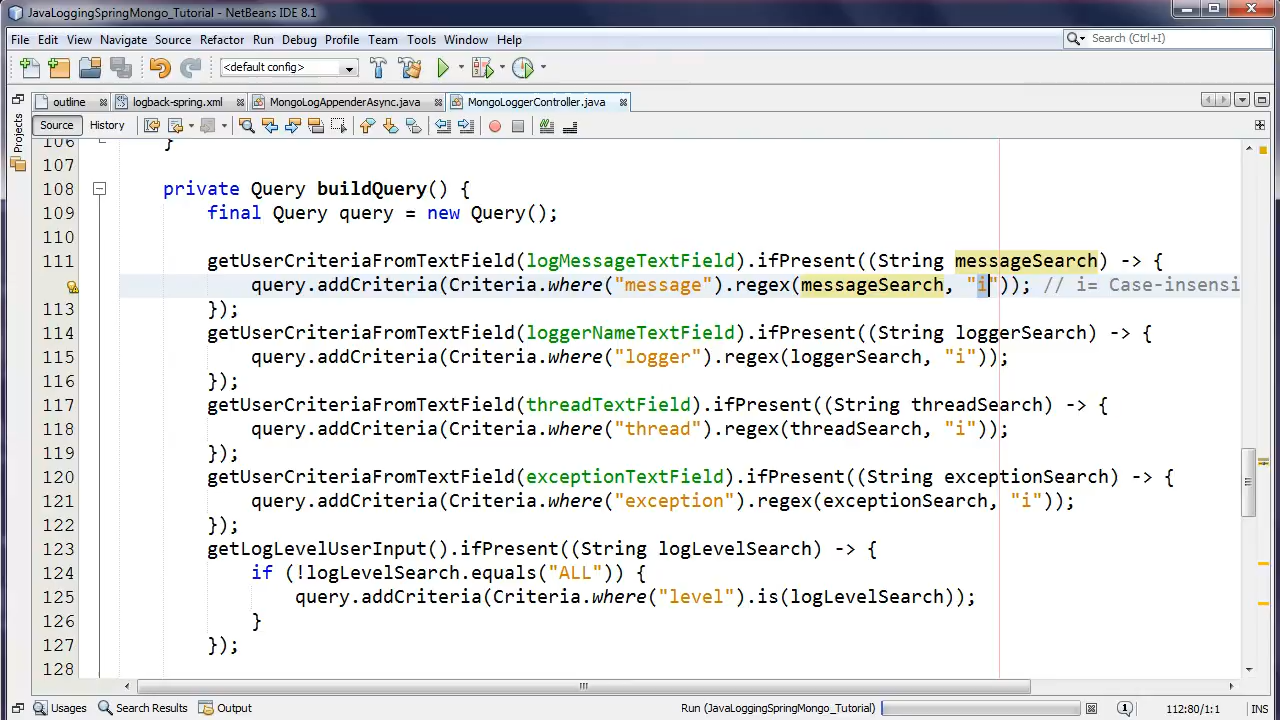 JavaLoggingSpringMongo_Tutorial - NetBeans IDE 8.1
File Edit View Navigate Source Refactor Run Debug Profile Team Tools Window Help
Search (Ctrl+I)
<default config>
outline logback-spring.xml MongoLogAppenderAsync.java MongoLoggerController.java
Source History
Projects
106 }
107
108 private Query buildQuery() {
109 final Query query = new Query();
110
111 getUserCriteriaFromTextField(logMessageTextField).ifPresent((String messageSearch) -> {
query.addCriteria(Criteria.where("message").regex(messageSearch, "i")); // i= Case-insensi
113 });
114 getUserCriteriaFromTextField(loggerNameTextField).ifPresent((String loggerSearch) -> {
115 query.addCriteria(Criteria.where("logger").regex(loggerSearch, "i"));
116 });
117 getUserCriteriaFromTextField(threadTextField).ifPresent((String threadSearch) -> {
118 query.addCriteria(Criteria.where("thread").regex(threadSearch, "i"));
119 });
120 getUserCriteriaFromTextField(exceptionTextField).ifPresent((String exceptionSearch) -> {
121 query.addCriteria(Criteria.where("exception").regex(exceptionSearch, "i"));
122 });
123 getLogLevelUserInput().ifPresent((String logLevelSearch) -> {
124 if (!logLevelSearch.equals("ALL")) {
125 query.addCriteria(Criteria.where("level").is(logLevelSearch));
126 }
127 });
128
Usages Search Results Output Run (JavaLoggingSpringMongo_Tutorial) 112:80/1:1 INS